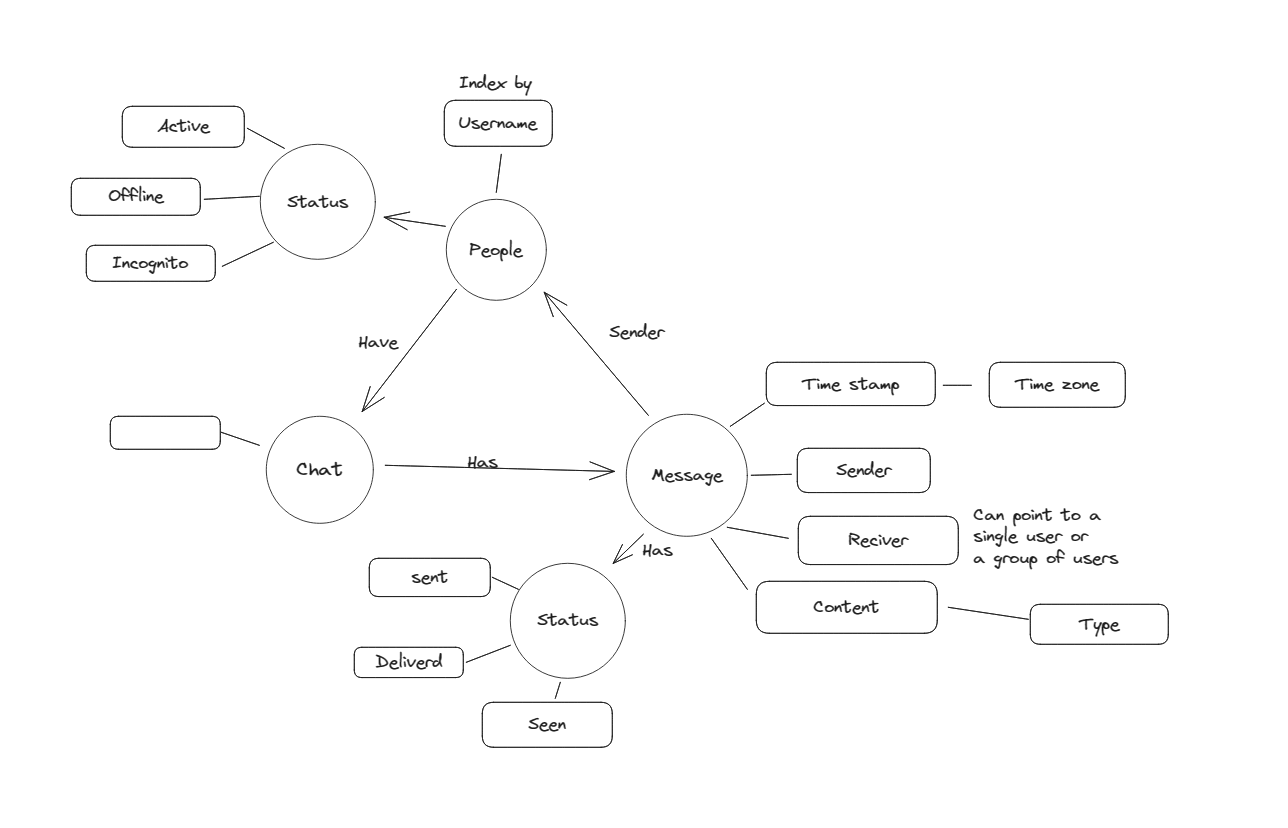 Index by
Username
Active
Status
Offline
People
Incognito
Have
Sender
Time stamp
Time zone
Chat
Has
Message
Sender
Reciver
Can point to a
single user or
a group of users
Has
sent
Status
Content
Type
Deliverd
Seen